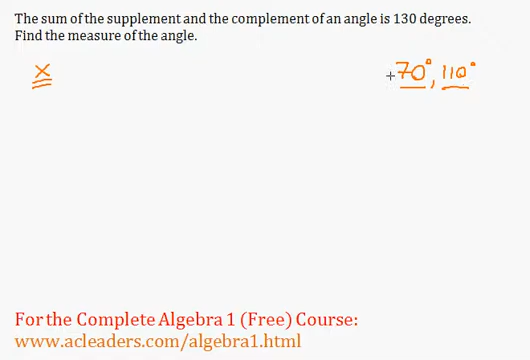 The sum of the supplement and the complement of an angle is 130 degrees.
Find the measure of the angle.
x +70°, 110°
For the Complete Algebra 1 (Free) Course:
www.acleaders.com/algebra1.html